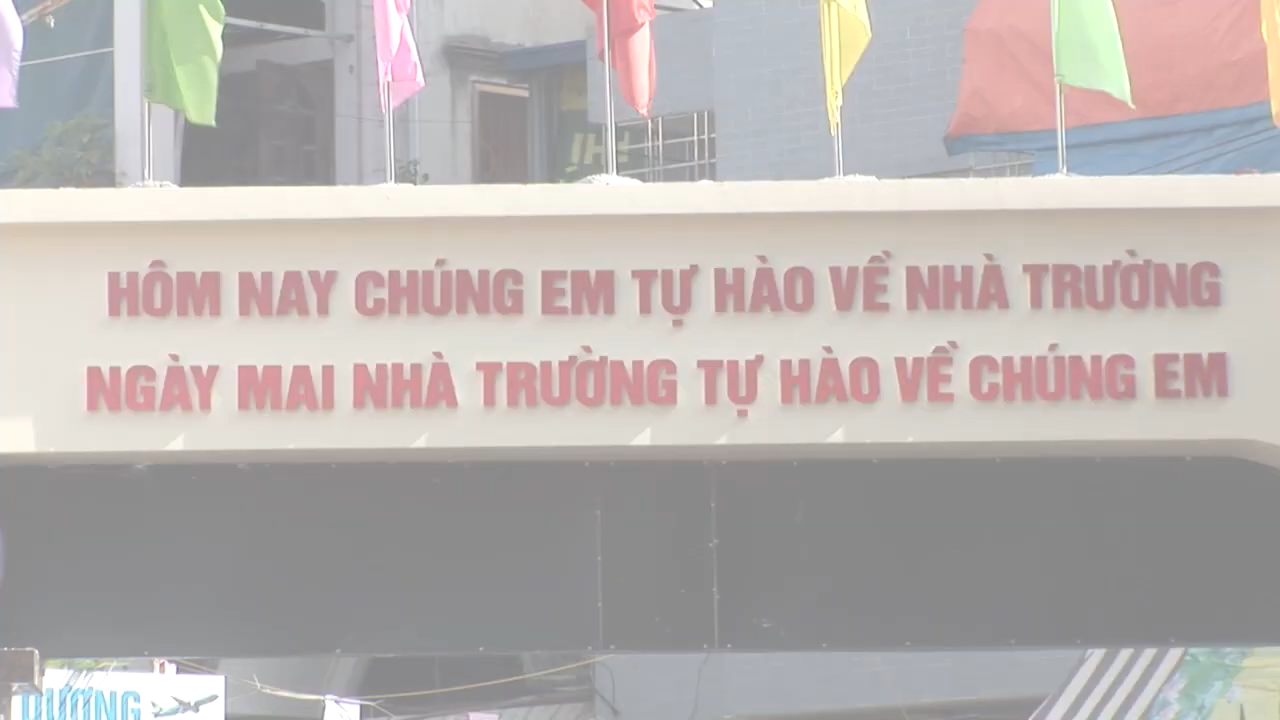 HÔM NAY CHÚNG EM TỰ HÀO VỀ NHÀ TRƯỜNG
NGÀY MAI NHÀ TRƯỜNG TỰ HÀO VỀ CHÚNG EM